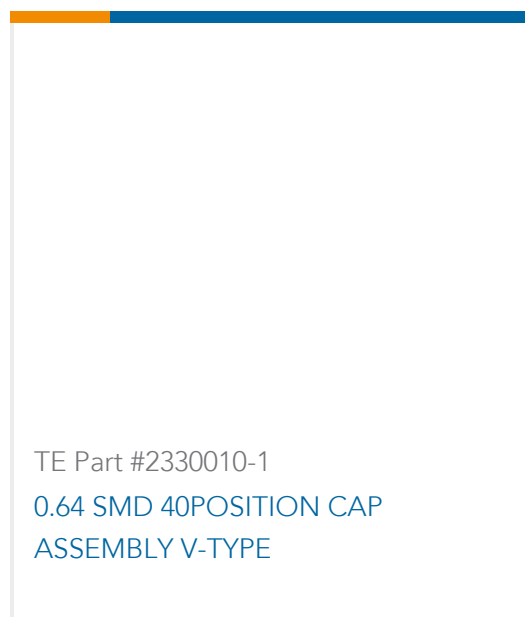 TE Part #2330010-1
0.64 SMD 40POSITION CAP
ASSEMBLY V-TYPE